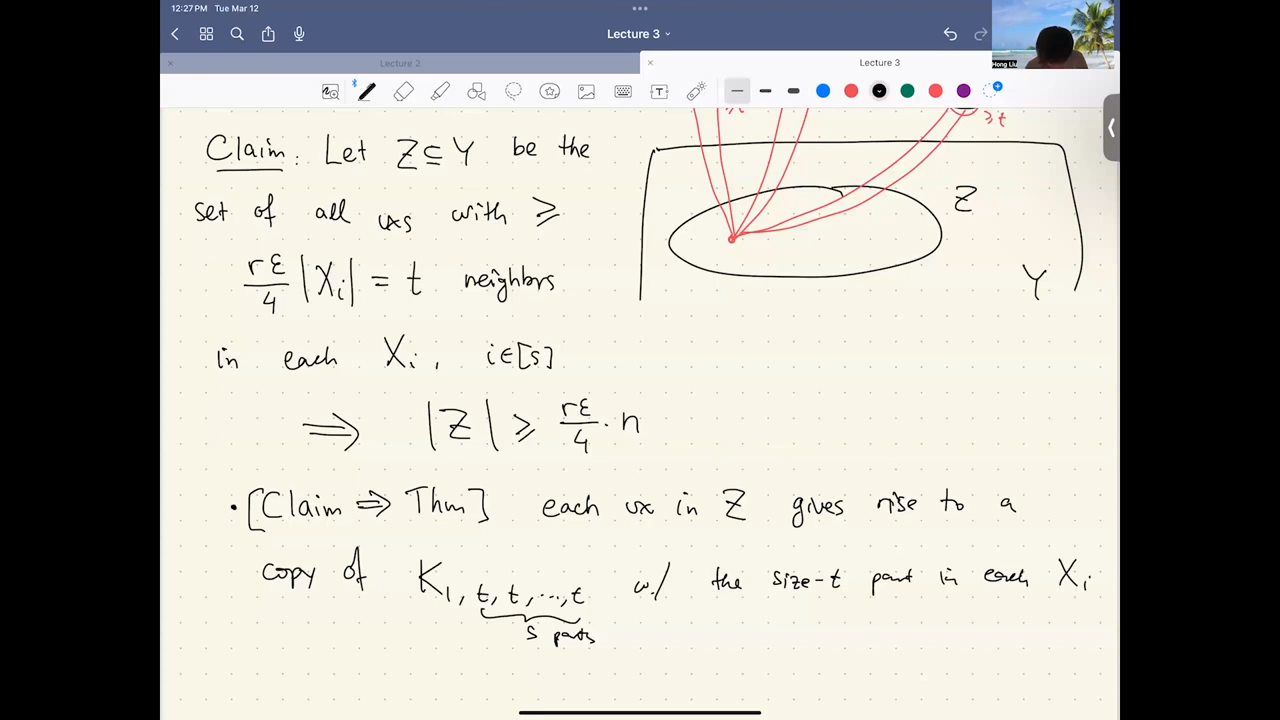 12:27 PM Tue Mar 12
Lecture 3
Hong Liu
Lecture 2
Lecture 3
Claim: Let Z ⊆ Y be the
set of all vxs with ≥
rε/4 |Xi| = t neighbors
in each Xi, i∈[s]
⟹ |Z| ≥ rε/4 · n
≥t
Z
Y
• [Claim ⟹ Thm] each vx in Z gives rise to a
copy of K1, t, t, ..., t w/ the size-t part in each Xi
s parts